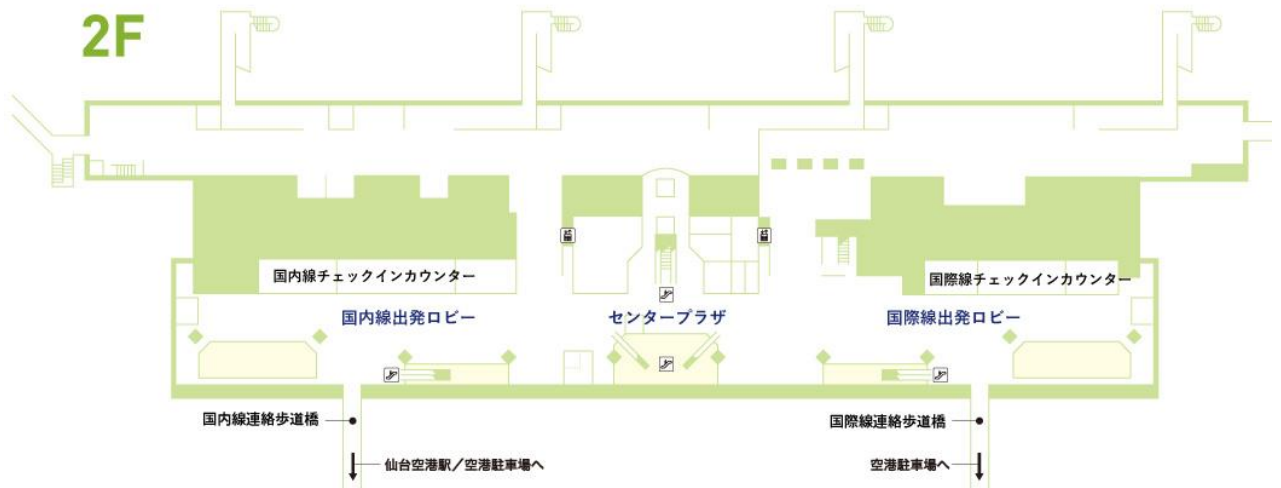 2F
国内線チェックインカウンター
国際線チェックインカウンター
国内線出発ロビー
センタープラザ
国際線出発ロビー
国内線連絡歩道橋
国際線連絡歩道橋
仙台空港駅／空港駐車場へ
空港駐車場へ